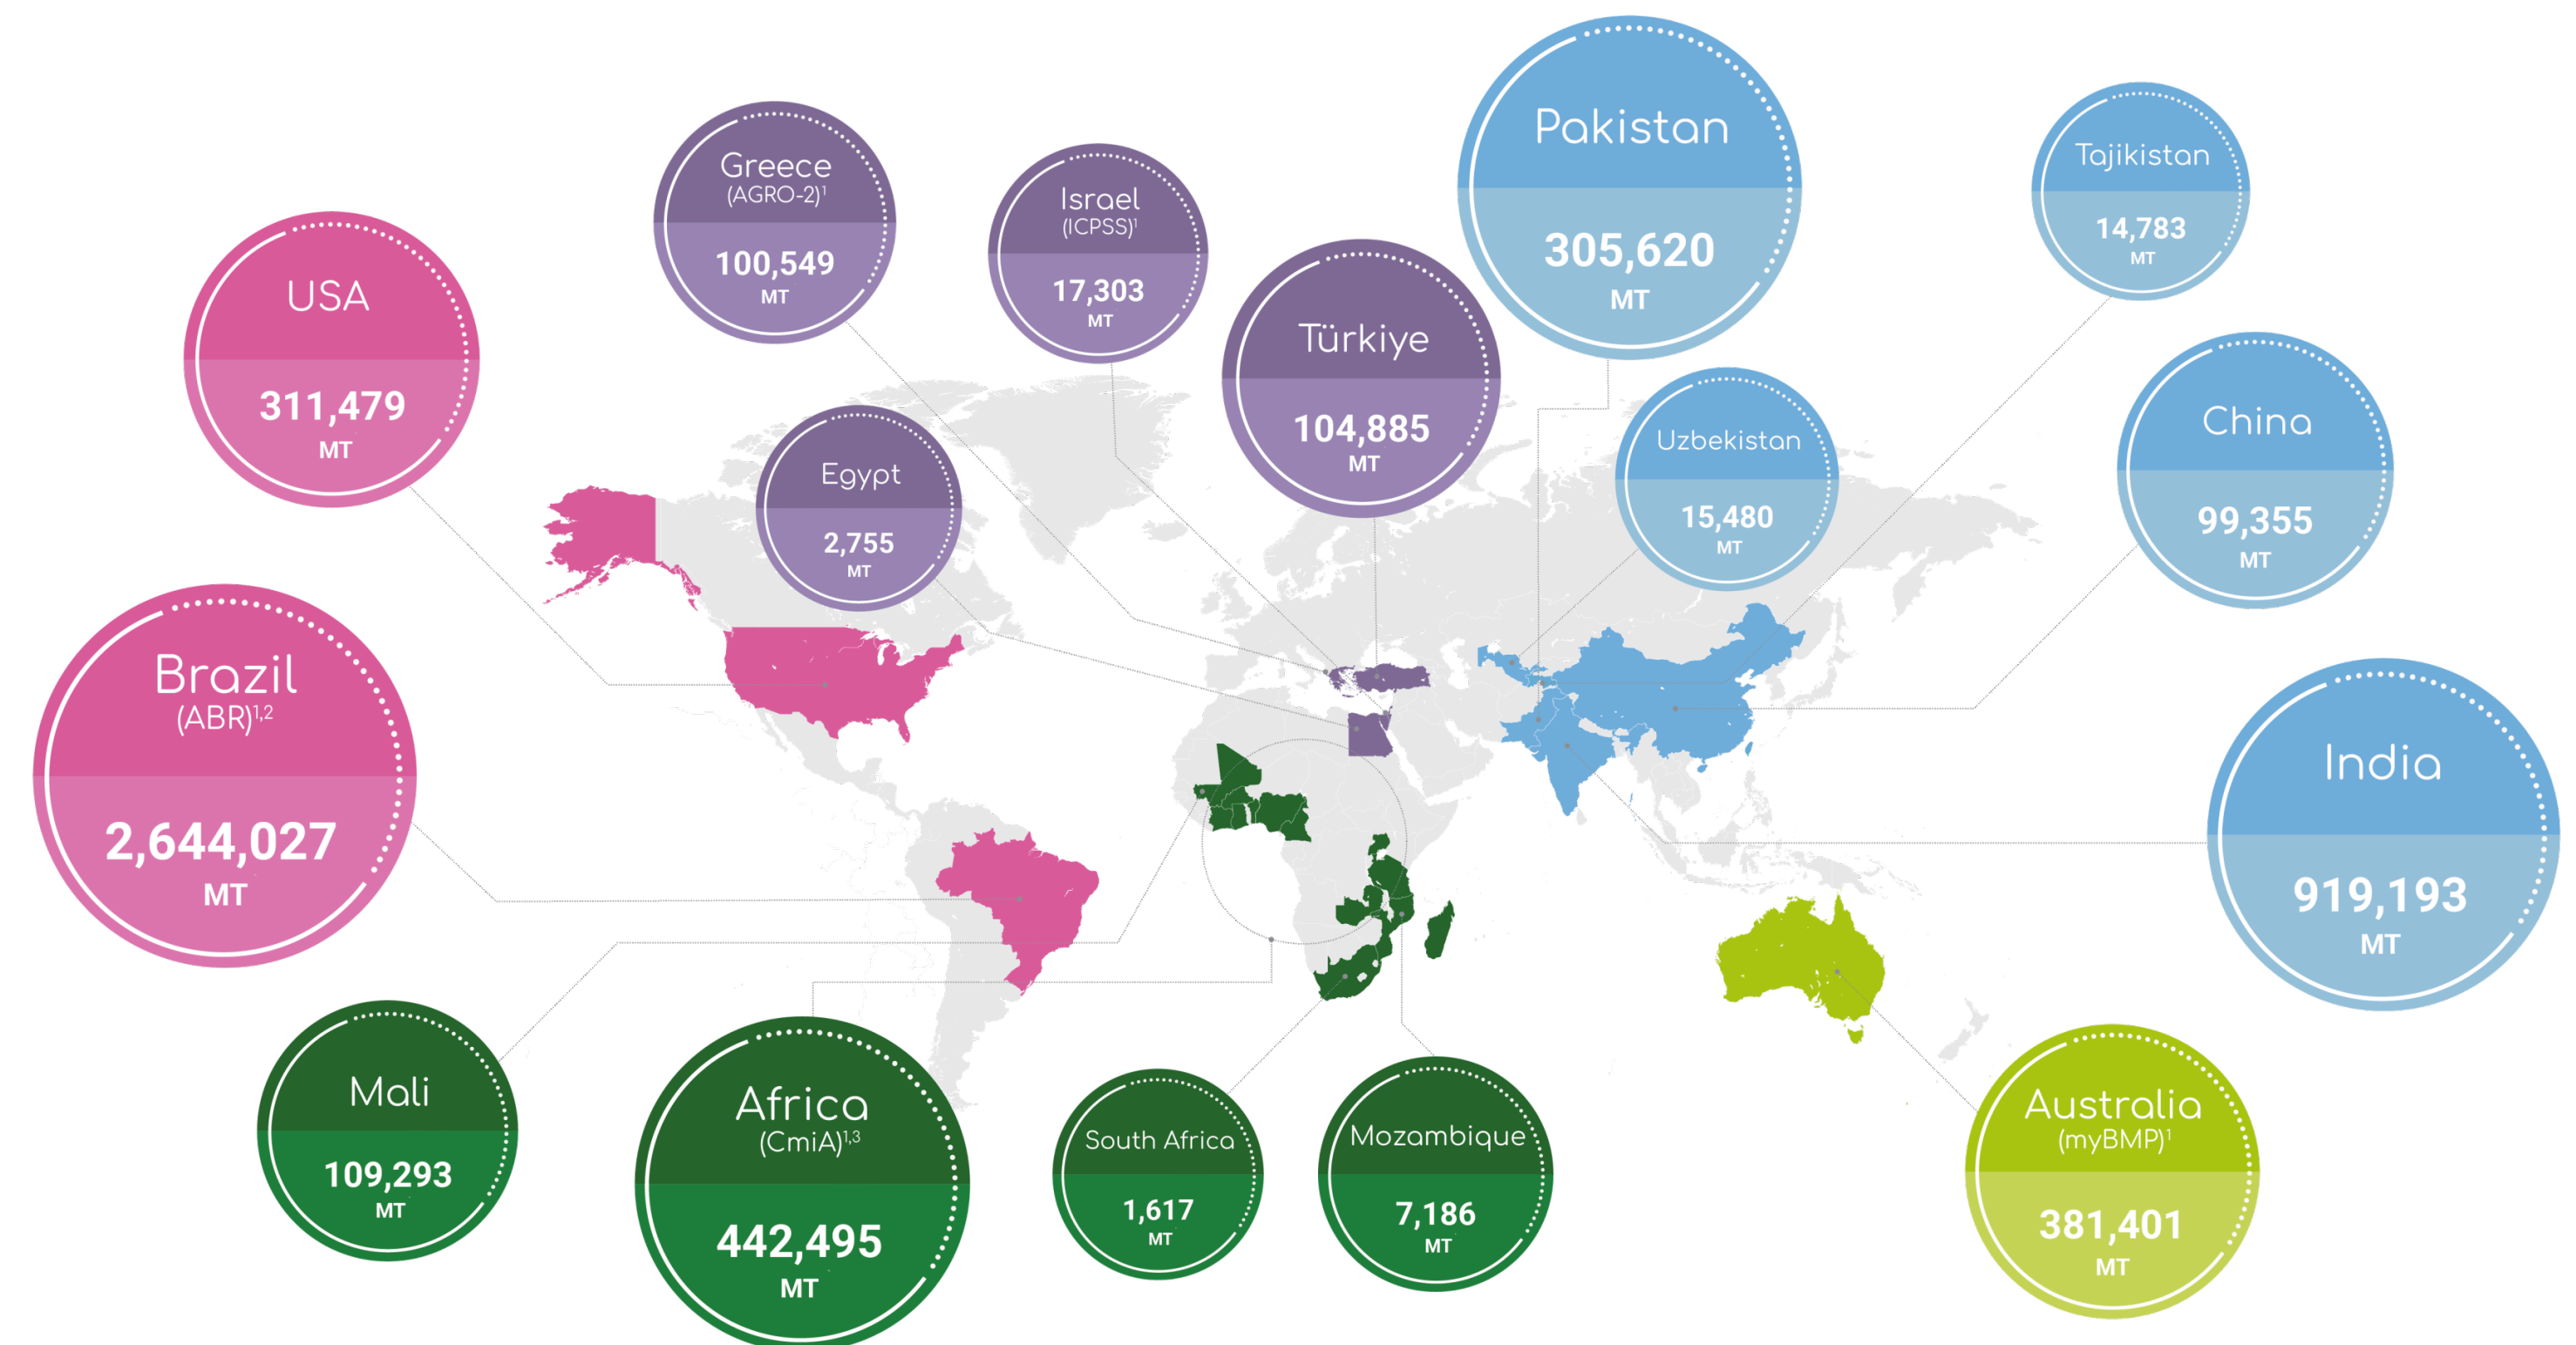 Pakistan
305,620
MT
Tajikistan
14,783
MT
Greece
(AGRO-2)¹
100,549
MT
Israel
(ICPSS)¹
17,303
MT
USA
311,479
MT
Türkiye
104,885
MT
Uzbekistan
15,480
MT
China
99,355
MT
Egypt
2,755
MT
Brazil
(ABR)¹,²
2,644,027
MT
India
919,193
MT
Mali
109,293
MT
Africa
(CmiA)¹,³
442,495
MT
South Africa
1,617
MT
Mozambique
7,186
MT
Australia
(myBMP)¹
381,401
MT